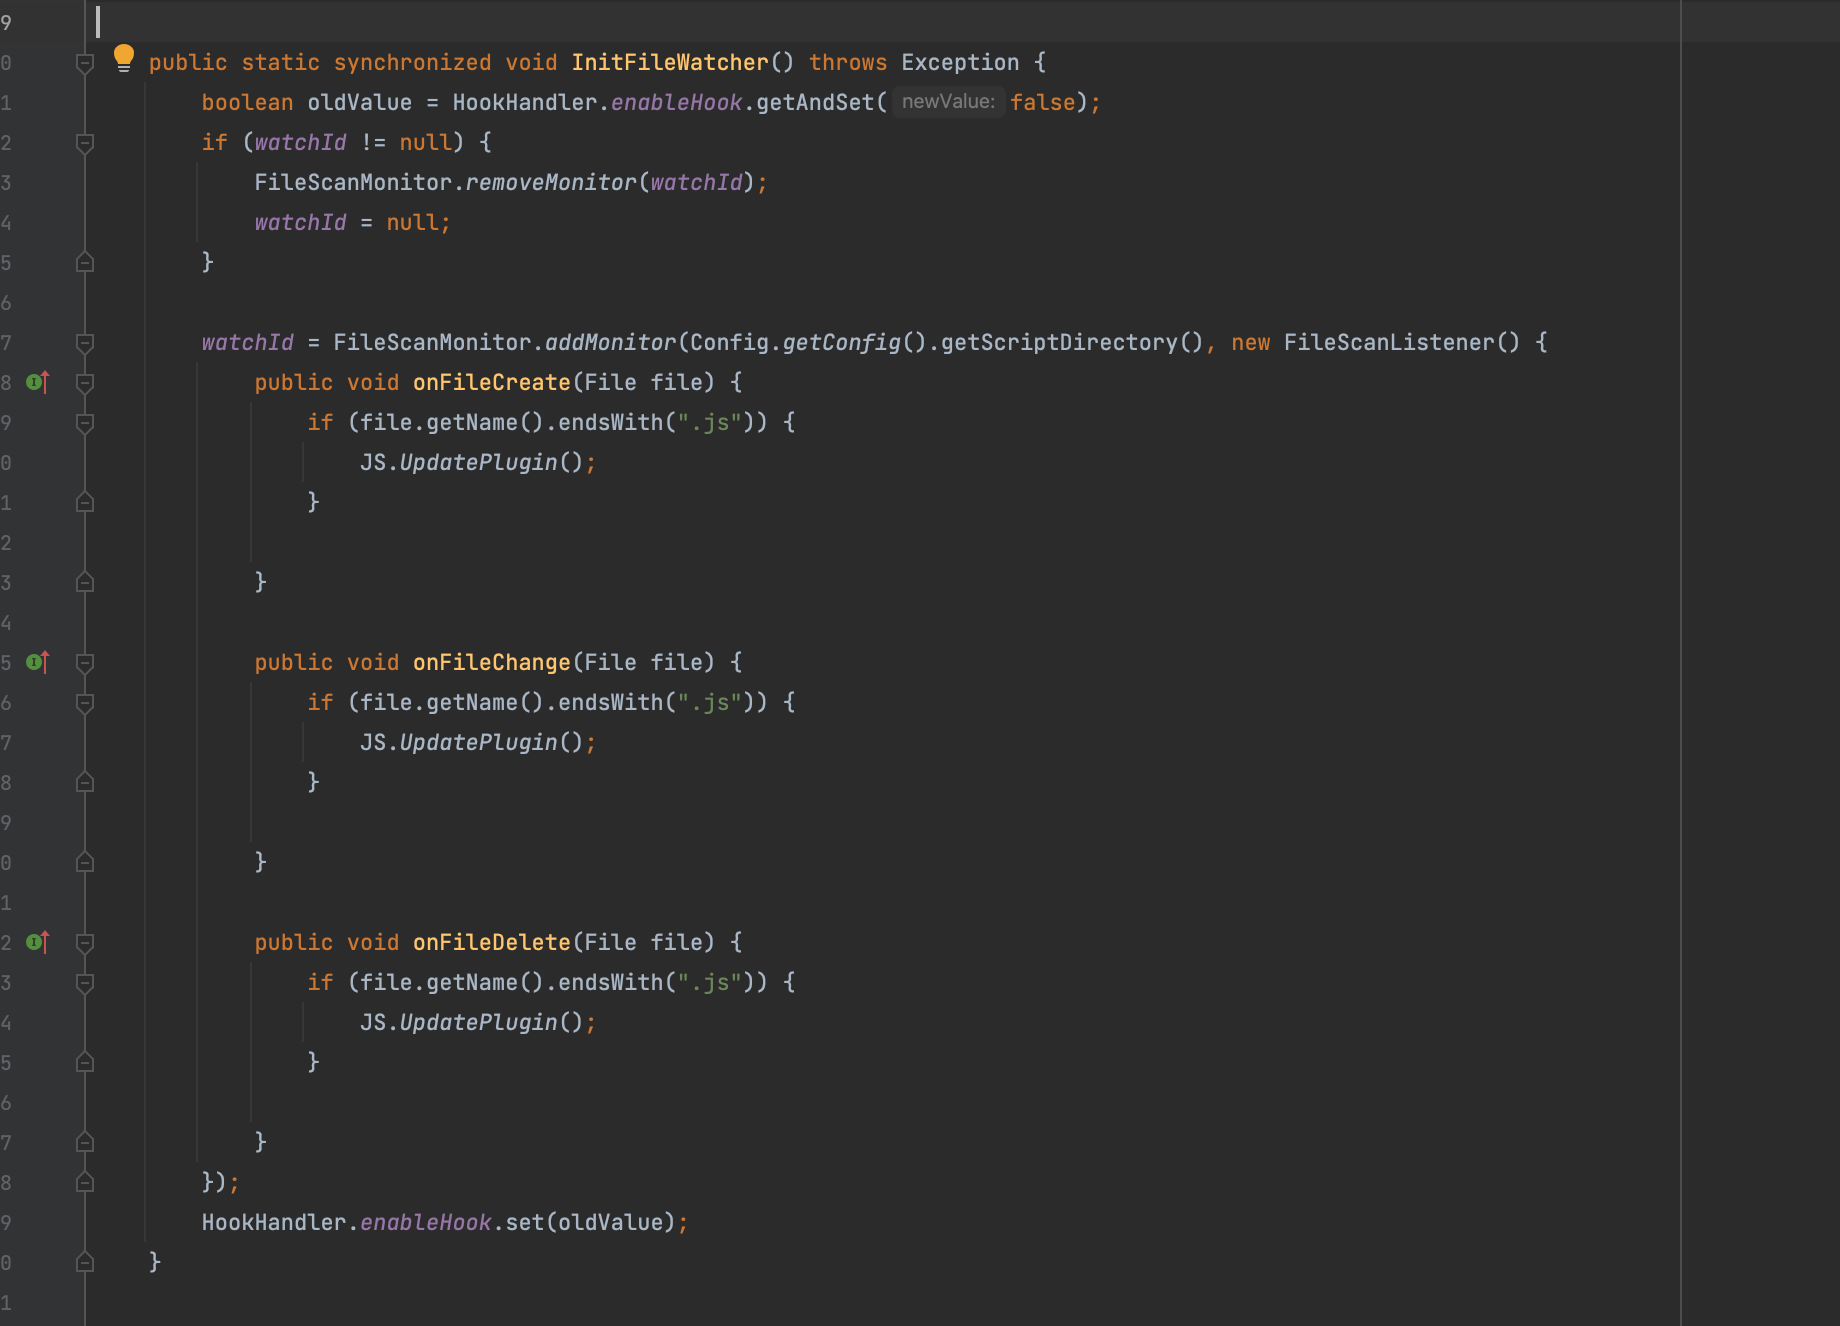 9
0 public static synchronized void InitFileWatcher() throws Exception {
1 boolean oldValue = HookHandler.enableHook.getAndSet( newValue: false);
2 if (watchId != null) {
3 FileScanMonitor.removeMonitor(watchId);
4 watchId = null;
5 }
6
7 watchId = FileScanMonitor.addMonitor(Config.getConfig().getScriptDirectory(), new FileScanListener() {
8 public void onFileCreate(File file) {
9 if (file.getName().endsWith(".js")) {
0 JS.UpdatePlugin();
1 }
2
3 }
4
5 public void onFileChange(File file) {
6 if (file.getName().endsWith(".js")) {
7 JS.UpdatePlugin();
8 }
9
0 }
1
2 public void onFileDelete(File file) {
3 if (file.getName().endsWith(".js")) {
4 JS.UpdatePlugin();
5 }
6
7 }
8 });
9 HookHandler.enableHook.set(oldValue);
0 }
1